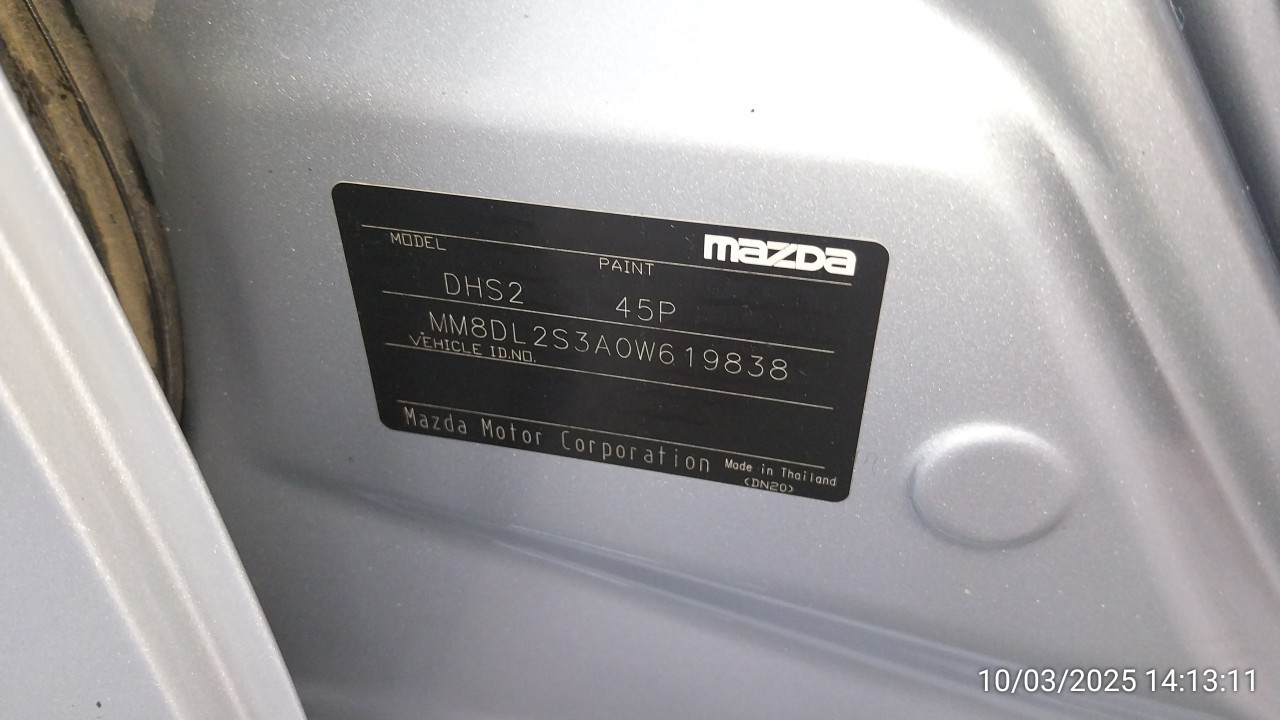 mazda
MODEL PAINT
DHS2 45P
MM8DL2S3A0W619838
VEHICLE ID.NO.
Mazda Motor Corporation Made in Thailand
<DN20>
10/03/2025 14:13:11